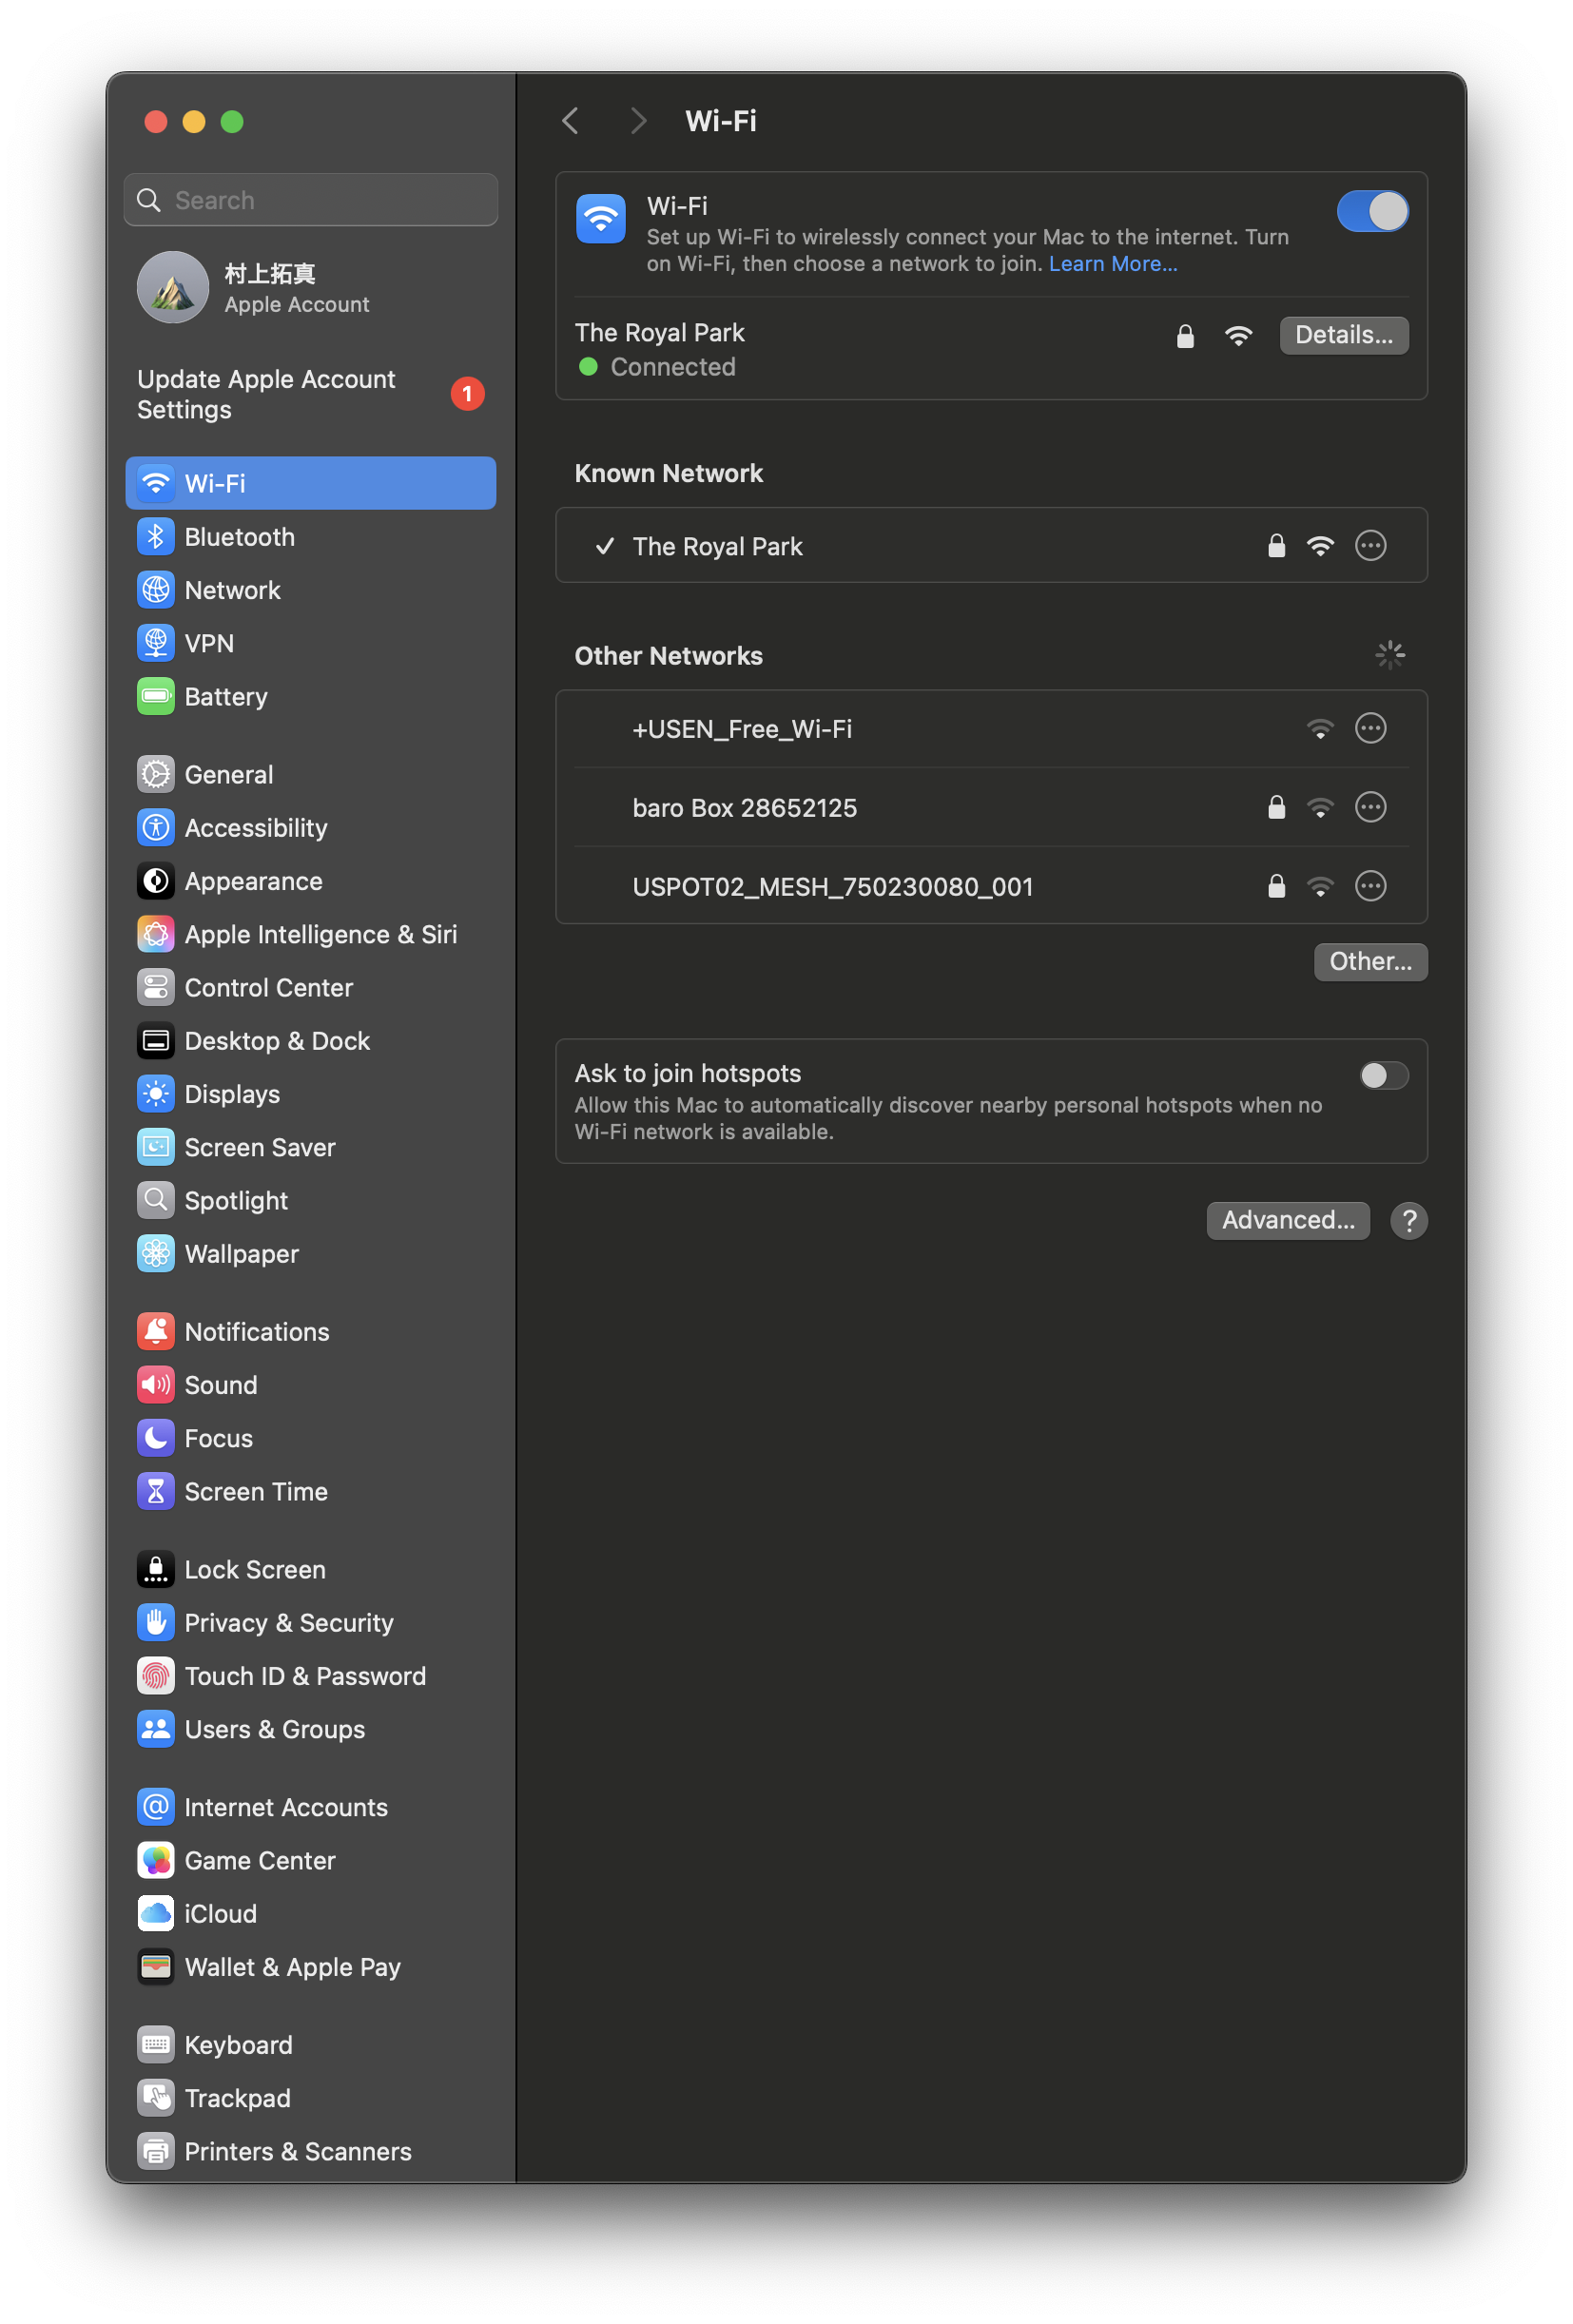 Search
村上拓真
Apple Account
Update Apple Account
Settings
1
Wi-Fi
Bluetooth
Network
VPN
Battery
General
Accessibility
Appearance
Apple Intelligence & Siri
Control Center
Desktop & Dock
Displays
Screen Saver
Spotlight
Wallpaper
Notifications
Sound
Focus
Screen Time
Lock Screen
Privacy & Security
Touch ID & Password
Users & Groups
Internet Accounts
Game Center
iCloud
Wallet & Apple Pay
Keyboard
Trackpad
Printers & Scanners
Wi-Fi
Wi-Fi
Set up Wi-Fi to wirelessly connect your Mac to the internet. Turn
on Wi-Fi, then choose a network to join. Learn More...
The Royal Park
Details...
Connected
Known Network
The Royal Park
Other Networks
+USEN_Free_Wi-Fi
baro Box 28652125
USPOT02_MESH_750230080_001
Other...
Ask to join hotspots
Allow this Mac to automatically discover nearby personal hotspots when no
Wi-Fi network is available.
Advanced...
?